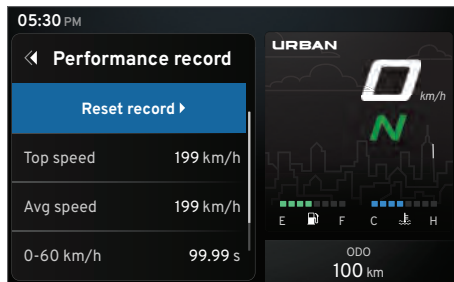 05:30 PM
Performance record
Reset record
Top speed 199 km/h
Avg speed 199 km/h
0-60 km/h 99.99 s
URBAN
0 km/h
N
E F C H
ODO
100 km